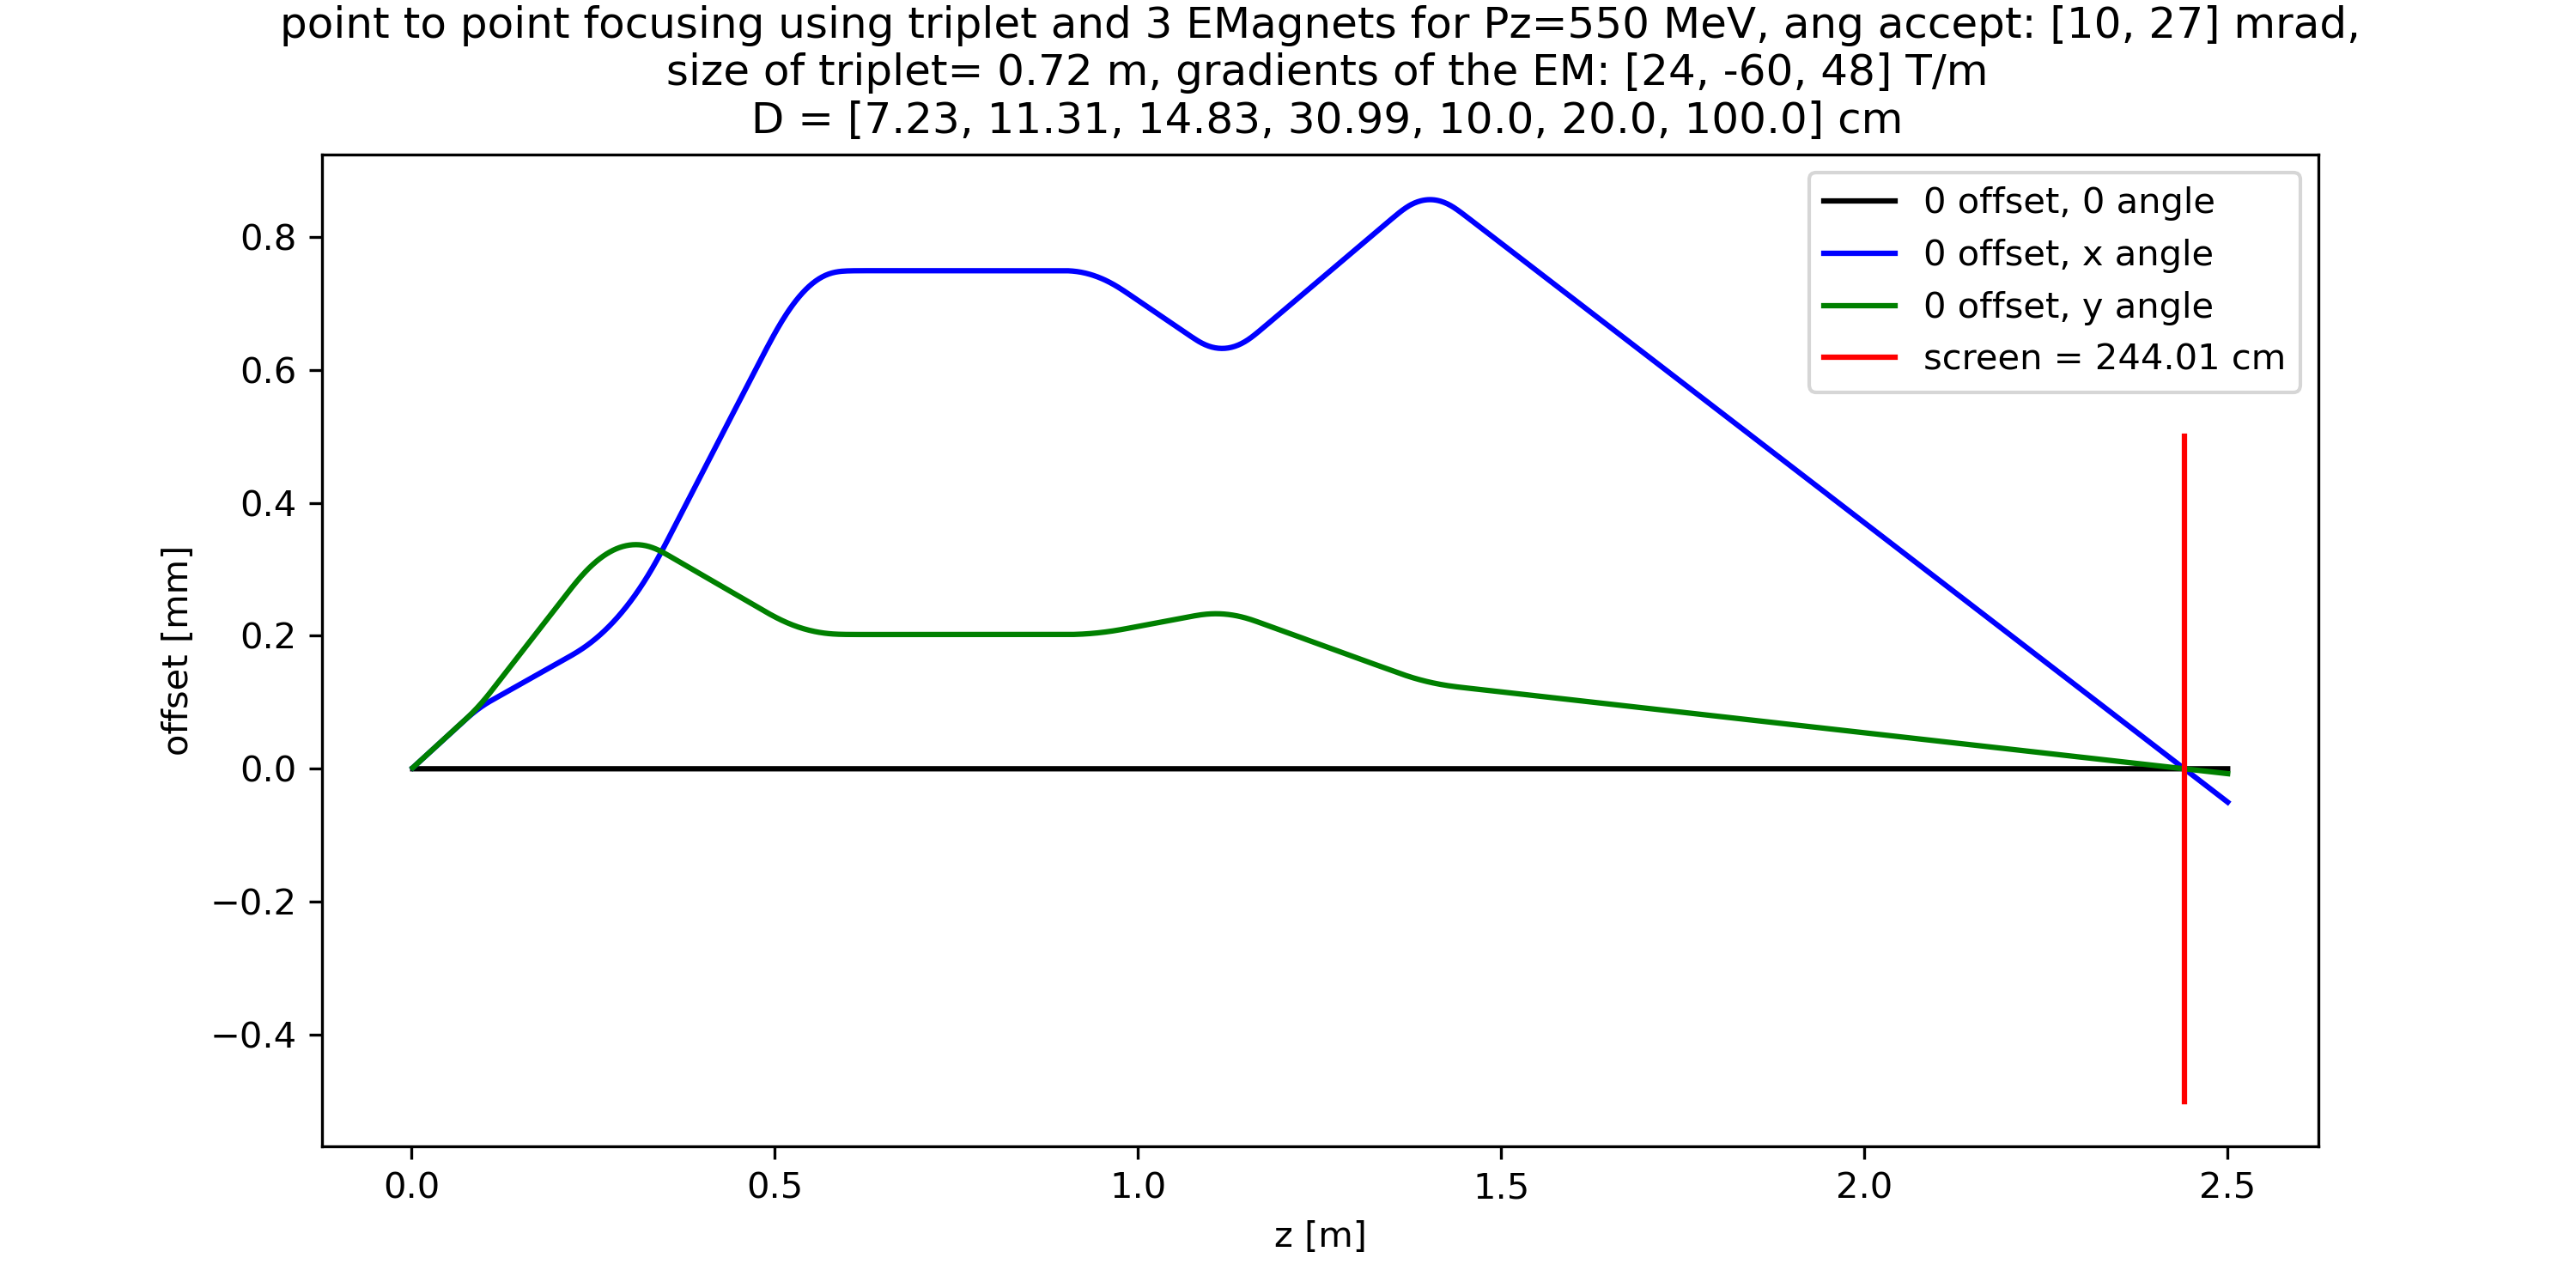 point to point focusing using triplet and 3 EMagnets for Pz=550 MeV, ang accept: [10, 27] mrad,
size of triplet= 0.72 m, gradients of the EM: [24, -60, 48] T/m
D = [7.23, 11.31, 14.83, 30.99, 10.0, 20.0, 100.0] cm
0 offset, 0 angle
0 offset, x angle
0 offset, y angle
screen = 244.01 cm
offset [mm]
0.8
0.6
0.4
0.2
0.0
−0.2
−0.4
0.0 0.5 1.0 1.5 2.0 2.5
z [m]